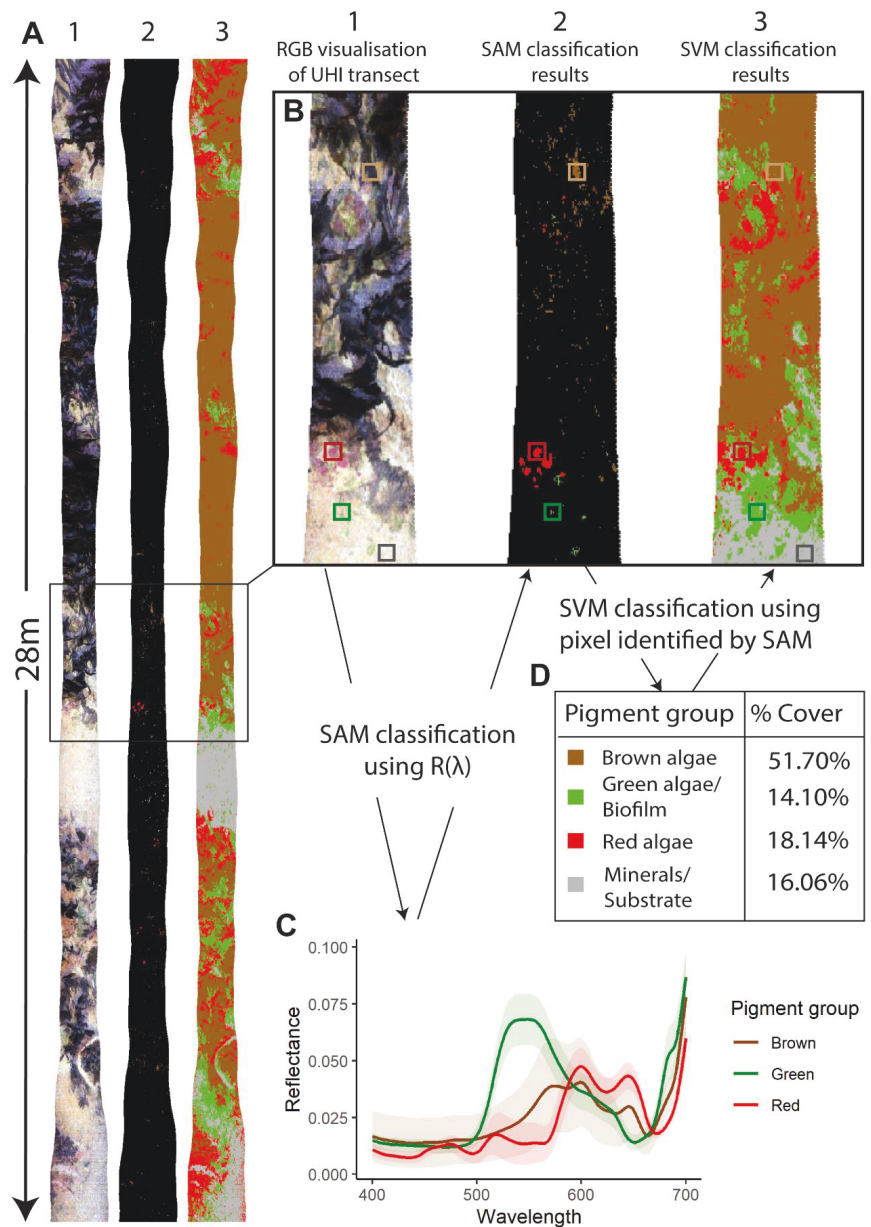 A
1
2
3
28m
B
1
RGB visualisation
of UHI transect
2
SAM classification
results
3
SVM classification
results
SAM classification
using R(λ)
SVM classification using
pixel identified by SAM
D
Pigment group
% Cover
Brown algae
51.70%
Green algae/
Biofilm
14.10%
Red algae
18.14%
Minerals/
Substrate
16.06%
C
0.100
0.075
0.050
0.025
0.000
Reflectance
400
500
600
700
Wavelength
Pigment group
Brown
Green
Red